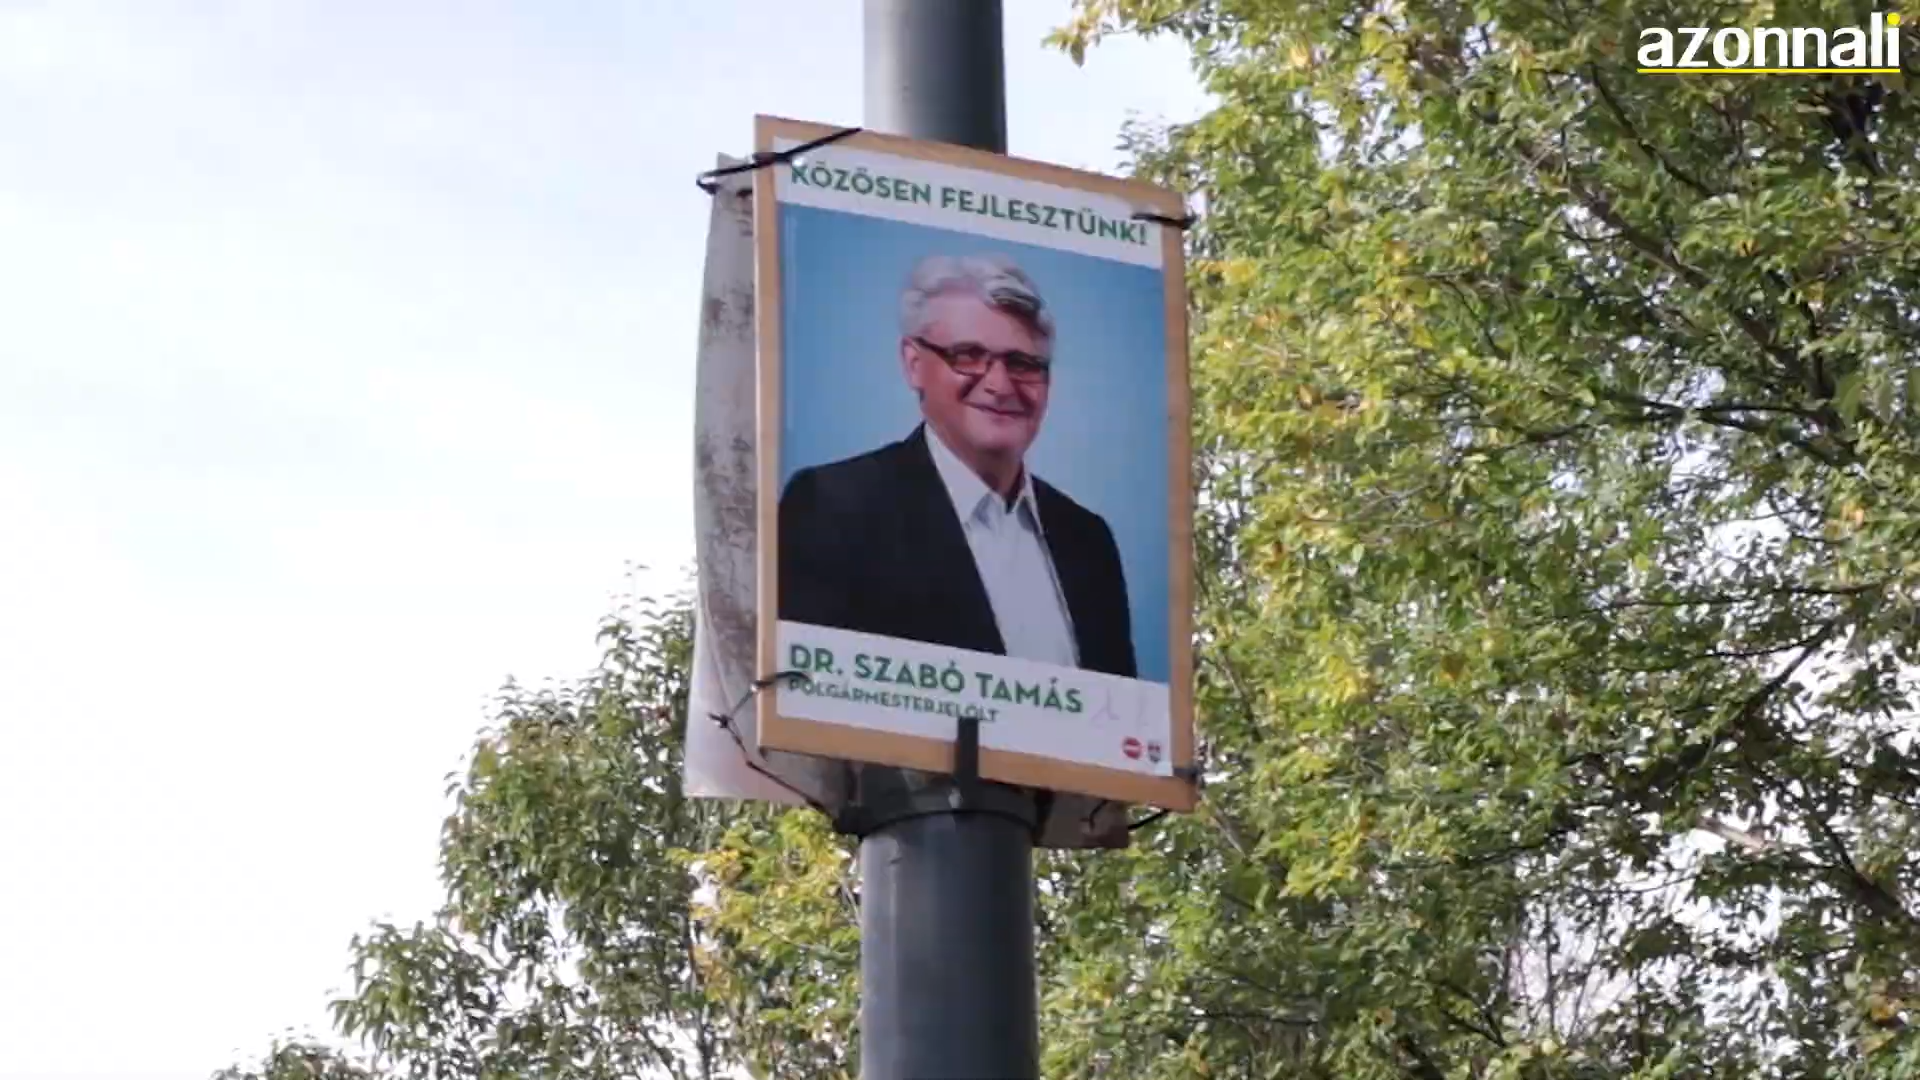 azonnali
KÖZÖSEN FEJLESZTÜNK!
DR. SZABÓ TAMÁS
POLGÁRMESTERJELÖLT